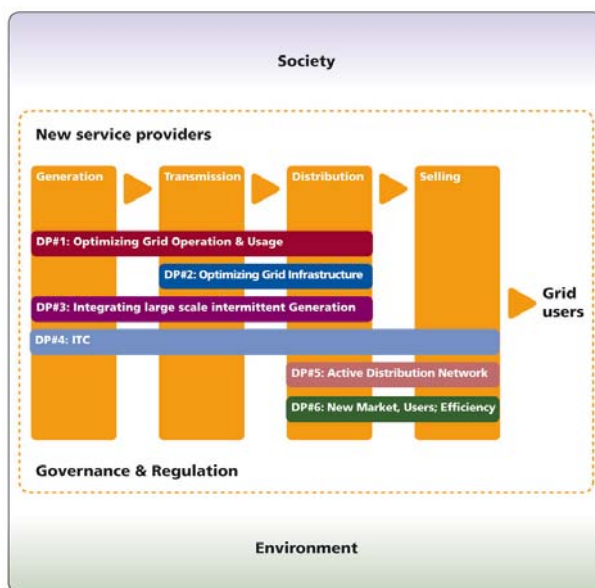 Society
New service providers
Generation
Transmission
Distribution
Selling
DP#1: Optimizing Grid Operation & Usage
DP#2: Optimizing Grid Infrastructure
DP#3: Integrating large scale intermittent Generation
DP#4: ITC
DP#5: Active Distribution Network
DP#6: New Market, Users; Efficiency
Grid
users
Governance & Regulation
Environment